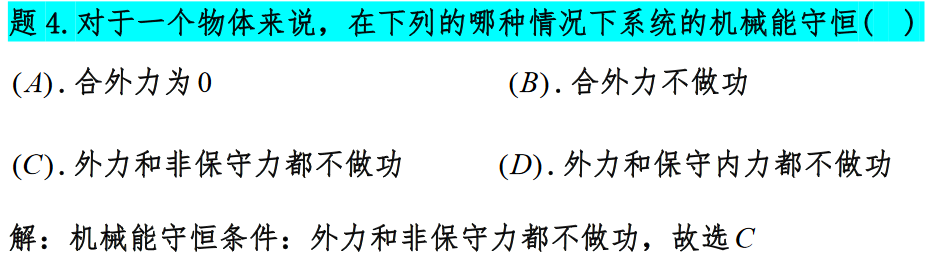 题 4. 对于一个物体来说，在下列的哪种情况下系统的机械能守恒( )
(A). 合外力为 0 (B). 合外力不做功
(C). 外力和非保守力都不做功 (D). 外力和保守内力都不做功
解：机械能守恒条件：外力和非保守力都不做功，故选 C